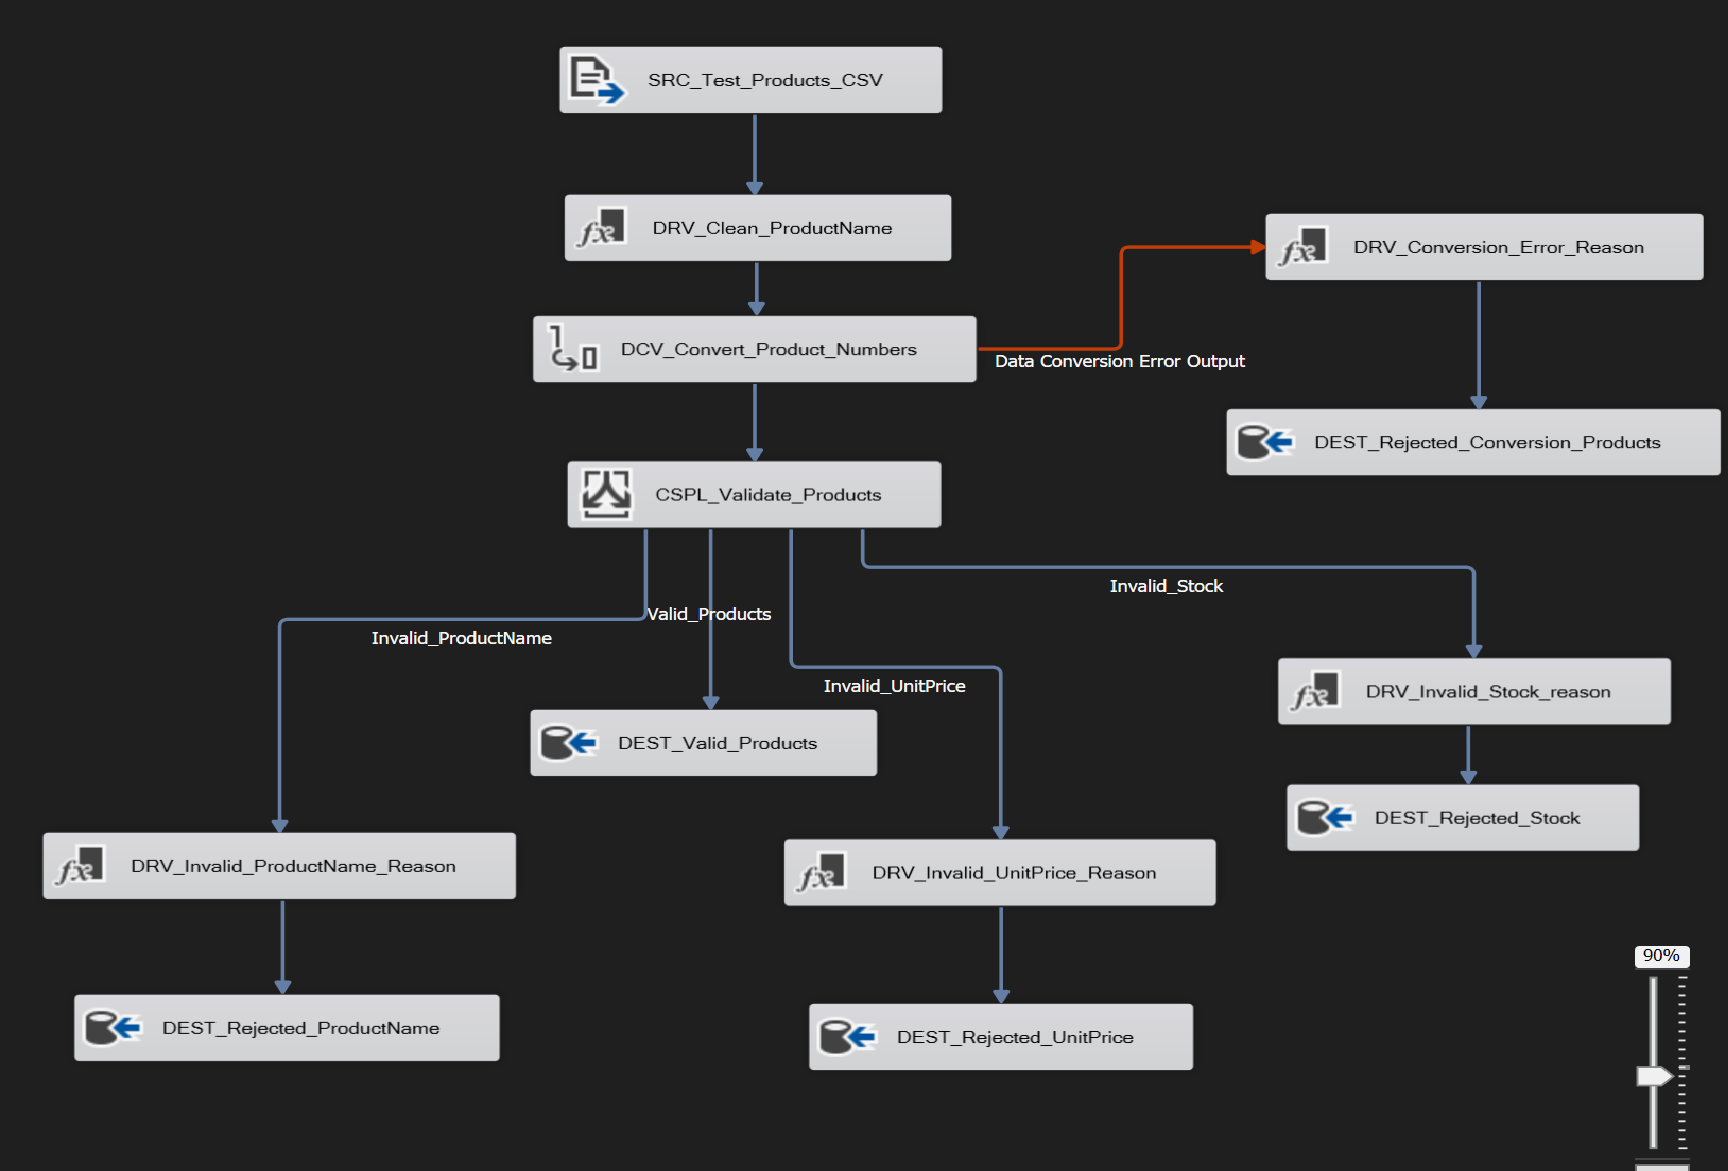 SRC_Test_Products_CSV
DRV_Clean_ProductName
DRV_Conversion_Error_Reason
DCV_Convert_Product_Numbers
Data Conversion Error Output
DEST_Rejected_Conversion_Products
CSPL_Validate_Products
Invalid_Stock
Valid_Products
Invalid_ProductName
Invalid_UnitPrice
DRV_Invalid_Stock_reason
DEST_Valid_Products
DEST_Rejected_Stock
DRV_Invalid_ProductName_Reason
DRV_Invalid_UnitPrice_Reason
90%
DEST_Rejected_ProductName
DEST_Rejected_UnitPrice